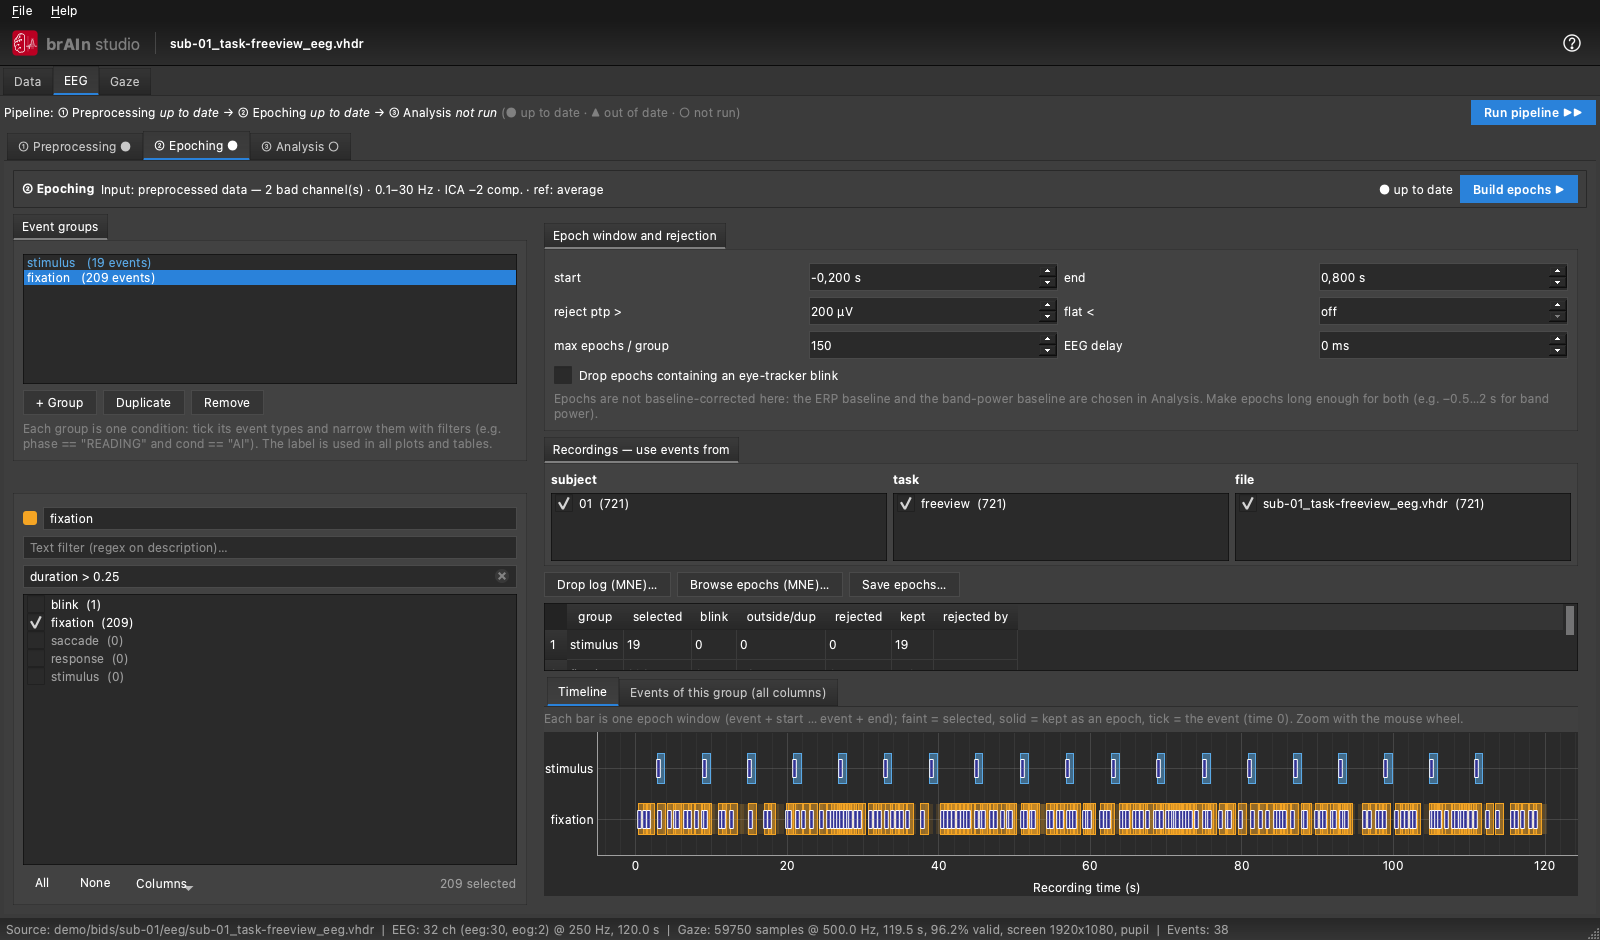 File Help
brAIn studio sub-01_task-freeview_eeg.vhdr
Data EEG Gaze
Pipeline: ① Preprocessing up to date → ② Epoching up to date → ③ Analysis not run (● up to date · ▲ out of date · ○ not run) Run pipeline ▶▶
① Preprocessing ● ② Epoching ● ③ Analysis ○
② Epoching Input: preprocessed data — 2 bad channel(s) · 0.1–30 Hz · ICA −2 comp. · ref: average ● up to date Build epochs ▶
Event groups
stimulus (19 events)
fixation (209 events)
+ Group Duplicate Remove
Each group is one condition: tick its event types and narrow them with filters (e.g.
phase == "READING" and cond == "AI"). The label is used in all plots and tables.
fixation
Text filter (regex on description)...
duration > 0.25
blink (1)
fixation (209)
saccade (0)
response (0)
stimulus (0)
All None Columns 209 selected
Epoch window and rejection
start -0,200 s end 0,800 s
reject ptp > 200 µV flat < off
max epochs / group 150 EEG delay 0 ms
Drop epochs containing an eye-tracker blink
Epochs are not baseline-corrected here: the ERP baseline and the band-power baseline are chosen in Analysis. Make epochs long enough for both (e.g. −0.5…2 s for band
power).
Recordings — use events from
subject task file
01 (721) freeview (721) sub-01_task-freeview_eeg.vhdr (721)
Drop log (MNE)... Browse epochs (MNE)... Save epochs...
group selected blink outside/dup rejected kept rejected by
1 stimulus 19 0 0 0 19
Timeline Events of this group (all columns)
Each bar is one epoch window (event + start … event + end); faint = selected, solid = kept as an epoch, tick = the event (time 0). Zoom with the mouse wheel.
stimulus
fixation
0 20 40 60 80 100 120
Recording time (s)
Source: demo/bids/sub-01/eeg/sub-01_task-freeview_eeg.vhdr | EEG: 32 ch (eeg:30, eog:2) @ 250 Hz, 120.0 s | Gaze: 59750 samples @ 500.0 Hz, 119.5 s, 96.2% valid, screen 1920x1080, pupil | Events: 38